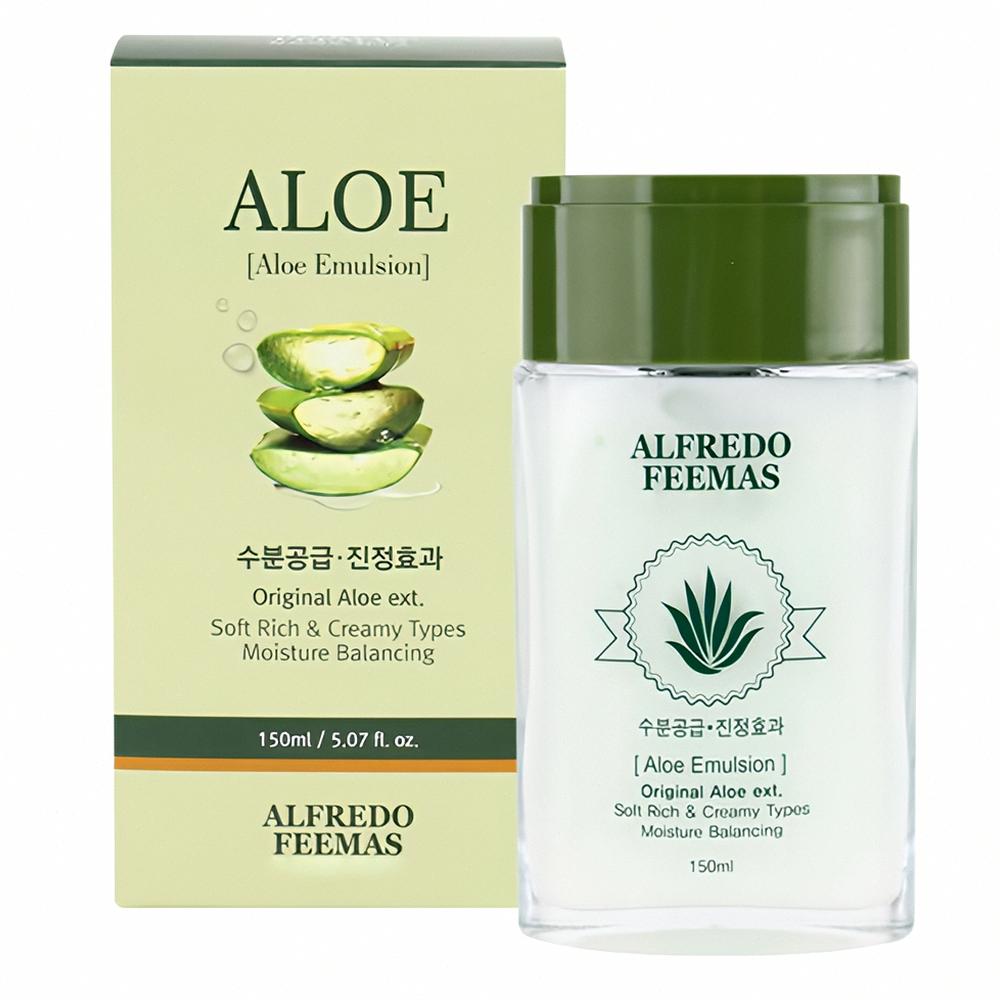 ALOE
[Aloe Emulsion]
수분공급·진정효과
Original Aloe ext.
Soft Rich & Creamy Types
Moisture Balancing
150ml / 5.07 fl. oz.
ALFREDO
FEEMAS
ALFREDO
FEEMAS
수분공급•진정효과
[ Aloe Emulsion ]
Original Aloe ext.
Soft Rich & Creamy Types
Moisture Balancing
150ml